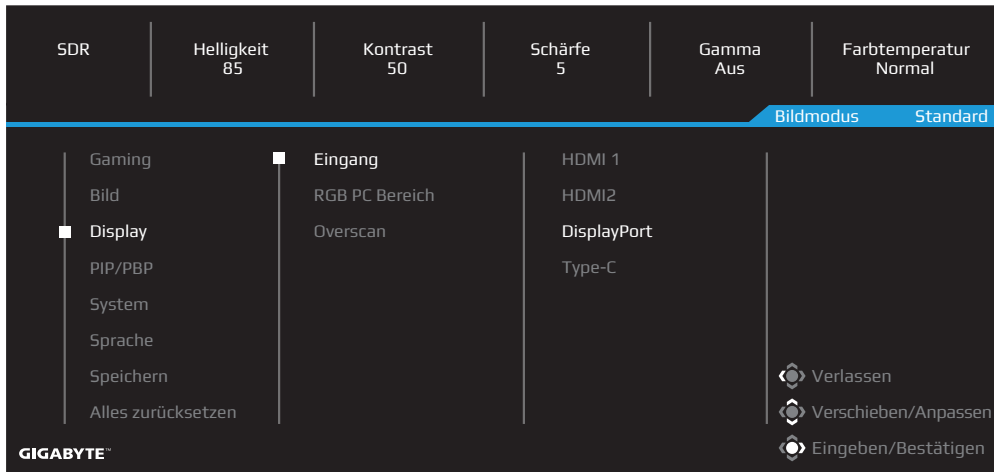 SDR
Helligkeit
85
Kontrast
50
Schärfe
5
Gamma
Aus
Farbtemperatur
Normal
Bildmodus Standard
Gaming
Bild
Display
PIP/PBP
System
Sprache
Speichern
Alles zurücksetzen
Eingang
RGB PC Bereich
Overscan
HDMI 1
HDMI2
DisplayPort
Type-C
Verlassen
Verschieben/Anpassen
Eingeben/Bestätigen
GIGABYTE™